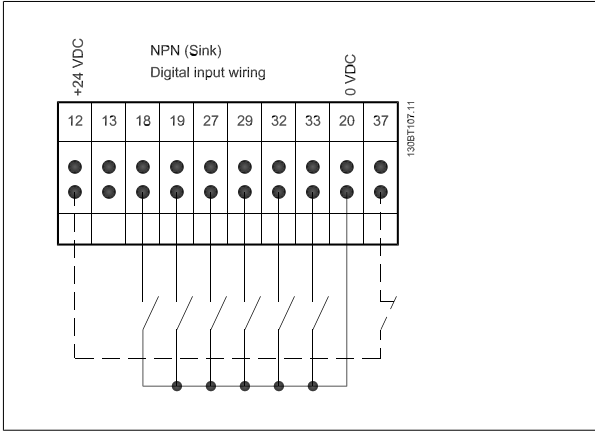 +24 VDC
NPN (Sink)
Digital input wiring
0 VDC
12 13 18 19 27 29 32 33 20 37
130BT107.11